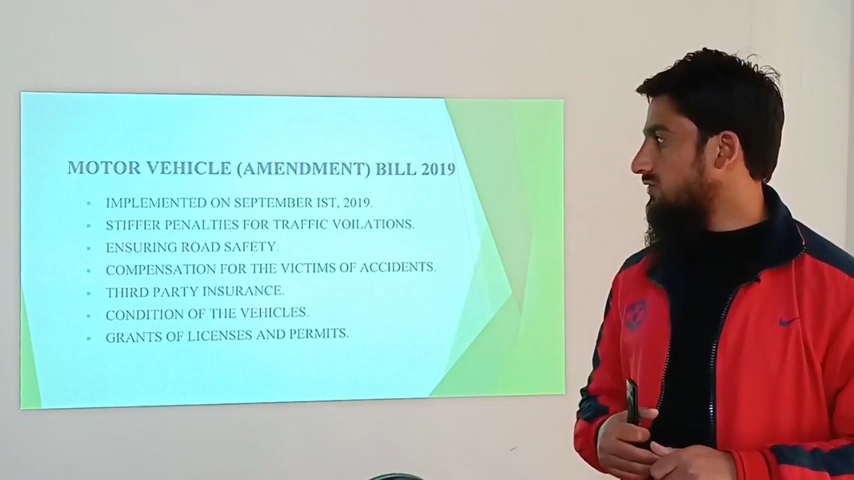 MOTOR VEHICLE (AMENDMENT) BILL 2019
IMPLEMENTED ON SEPTEMBER IST, 2019.
STIFFER PENALTIES FOR TRAFFIC VOILATIONS.
ENSURING ROAD SAFETY.
COMPENSATION FOR THE VICTIMS OF ACCIDENTS.
THIRD PARTY INSURANCE.
CONDITION OF THE VEHICLES.
GRANTS OF LICENSES AND PERMITS.